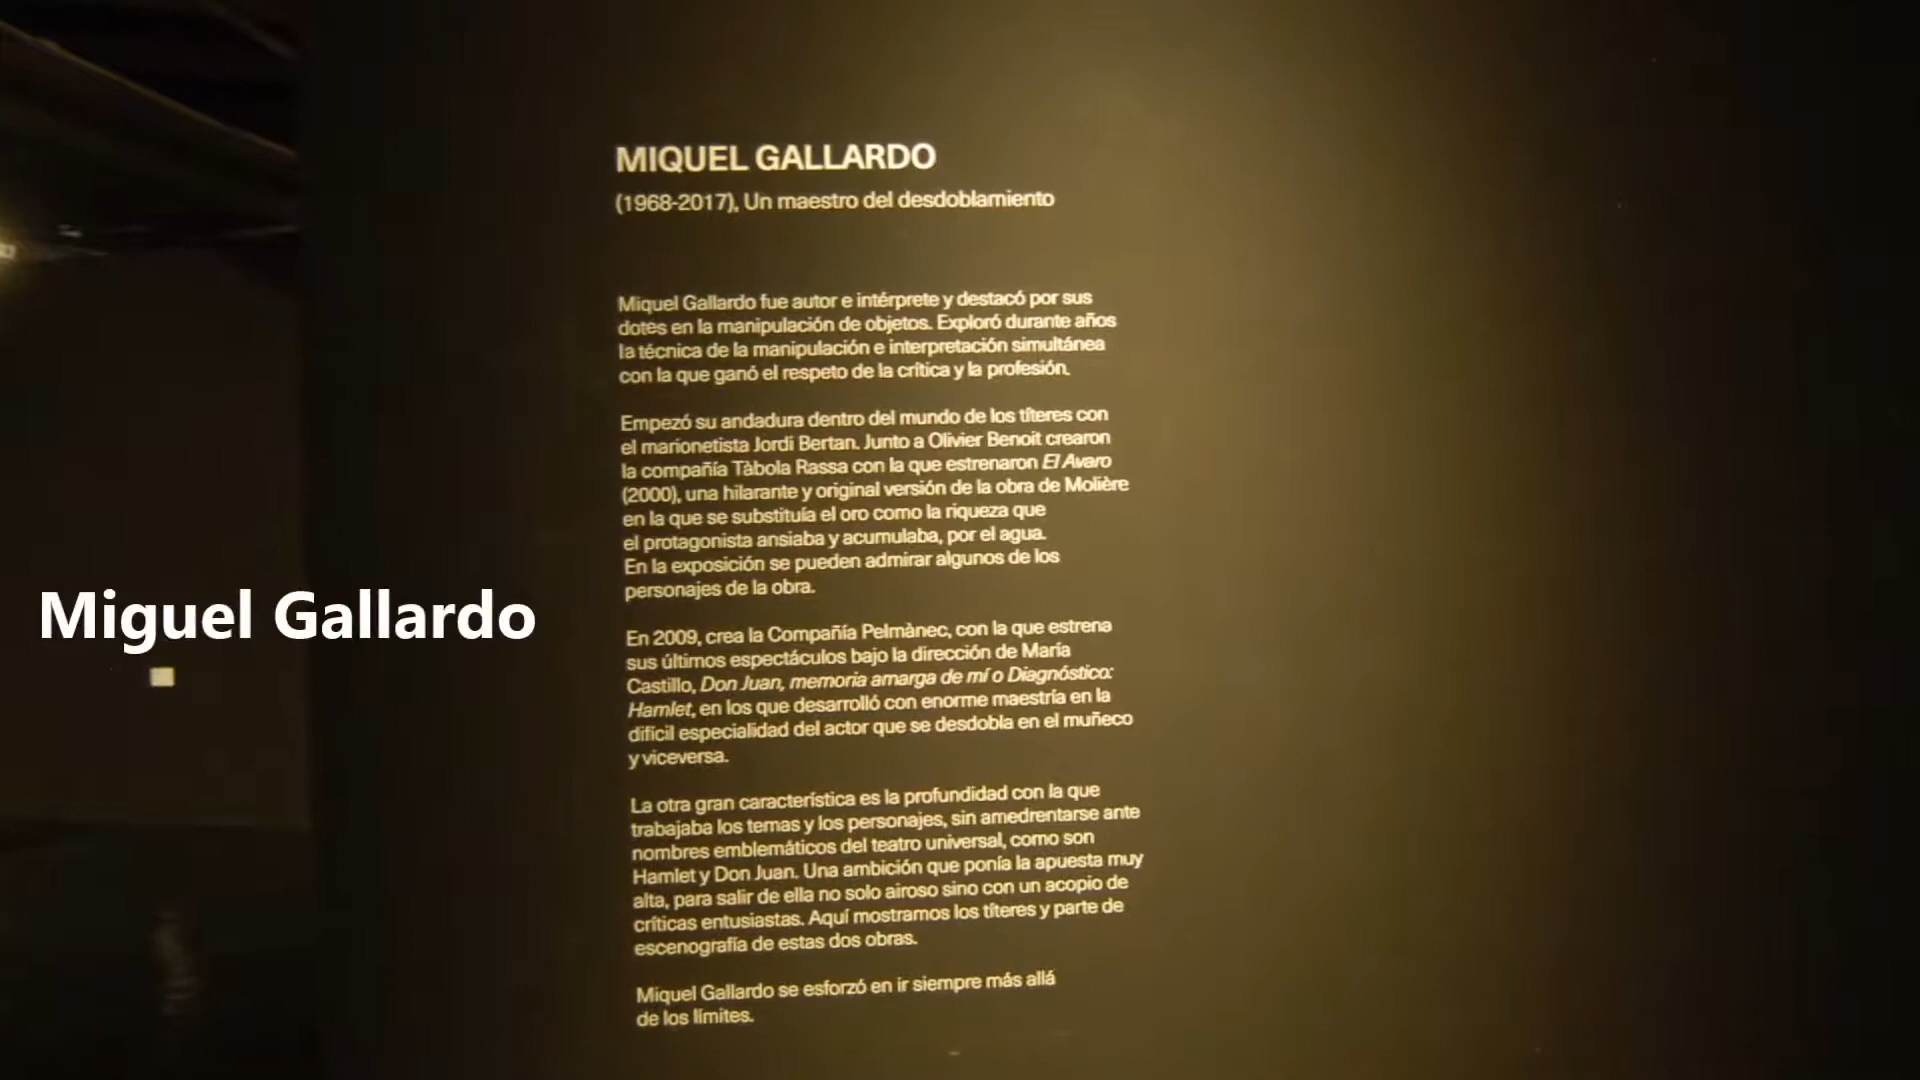 MIQUEL GALLARDO
(1968-2017), Un maestro del desdoblamiento
Miquel Gallardo fue autor e intérprete y destacó por sus
dotes en la manipulación de objetos. Exploró durante años
la técnica de la manipulación e interpretación simultánea
con la que ganó el respeto de la crítica y la profesión.
Empezó su andadura dentro del mundo de los títeres con
el marionetista Jordi Bertan. Junto a Olivier Benoit crearon
la compañía Tàbola Rassa con la que estrenaron El Avaro
(2000), una hilarante y original versión de la obra de Molière
en la que se substituía el oro como la riqueza que
el protagonista ansiaba y acumulaba, por el agua.
En la exposición se pueden admirar algunos de los
personajes de la obra.
Miguel Gallardo
En 2009, crea la Compañía Pelmànec, con la que estrena
sus últimos espectáculos bajo la dirección de María
Castillo, Don Juan, memoria amarga de mí o Diagnóstico:
Hamlet, en los que desarrolló con enorme maestría en la
difícil especialidad del actor que se desdobla en el muñeco
y viceversa.
La otra gran característica es la profundidad con la que
trabajaba los temas y los personajes, sin amedrentarse ante
nombres emblemáticos del teatro universal, como son
Hamlet y Don Juan. Una ambición que ponía la apuesta muy
alta, para salir de ella no solo airoso sino con un acopio de
críticas entusiastas. Aquí mostramos los títeres y parte de
escenografía de estas dos obras.
Miquel Gallardo se esforzó en ir siempre más allá
de los límites.